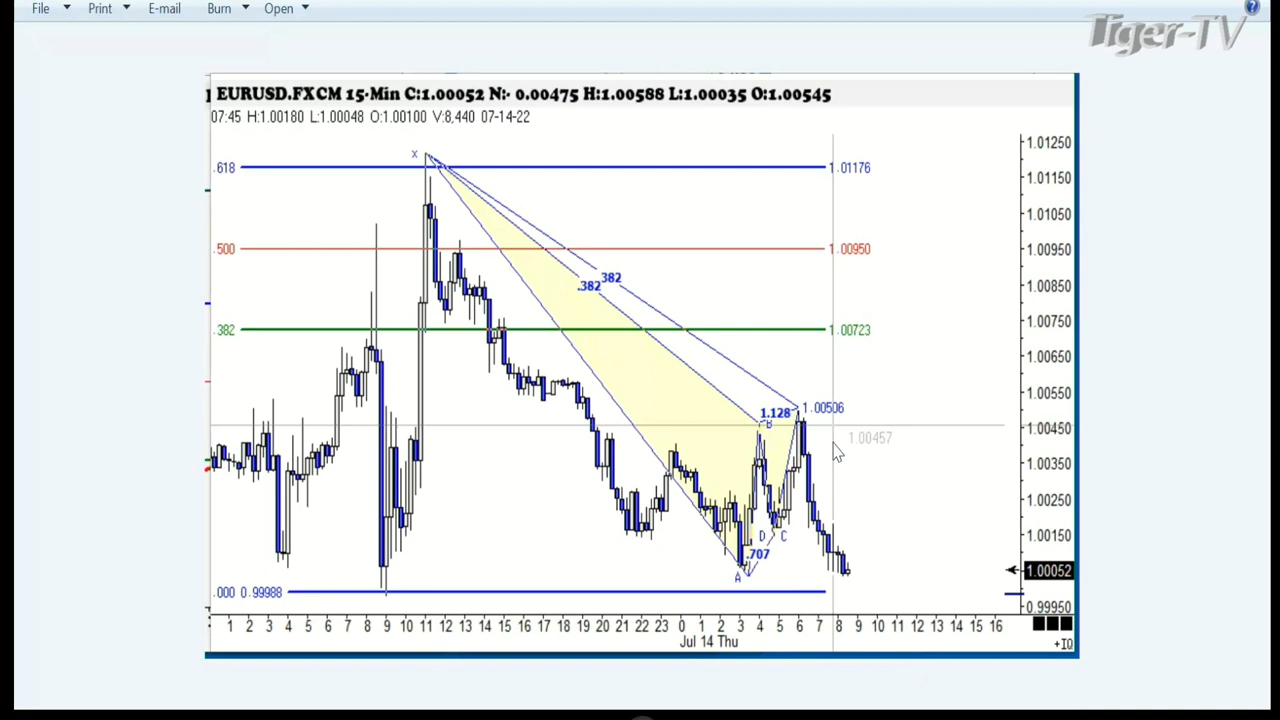 File Print E-mail Burn Open
Tiger-TV
EURUSD.FXCM 15-Min C:1.00052 N:- 0.00475 H:1.00588 L:1.00035 O:1.00545
07:45 H:1.00180 L:1.00048 O:1.00100 V:8,440 07-14-22
1.01250
X
.618 1.01176 1.01150
1.01050
.500 1.00950 1.00950
.382 .382
1.00850
.382 1.00723 1.00750
1.00650
1.00550
1.128 1.00506
B
1.00457 1.00450
1.00350
1.00250
D C 1.00150
.707
A 1.00052
.000 0.99988
0.99950
1 2 3 4 5 6 7 8 9 10 11 12 13 14 15 16 17 18 19 20 21 22 23 0 1 2 3 4 5 6 7 8 9 10 11 12 13 14 15 16
Jul 14 Thu
+IQ